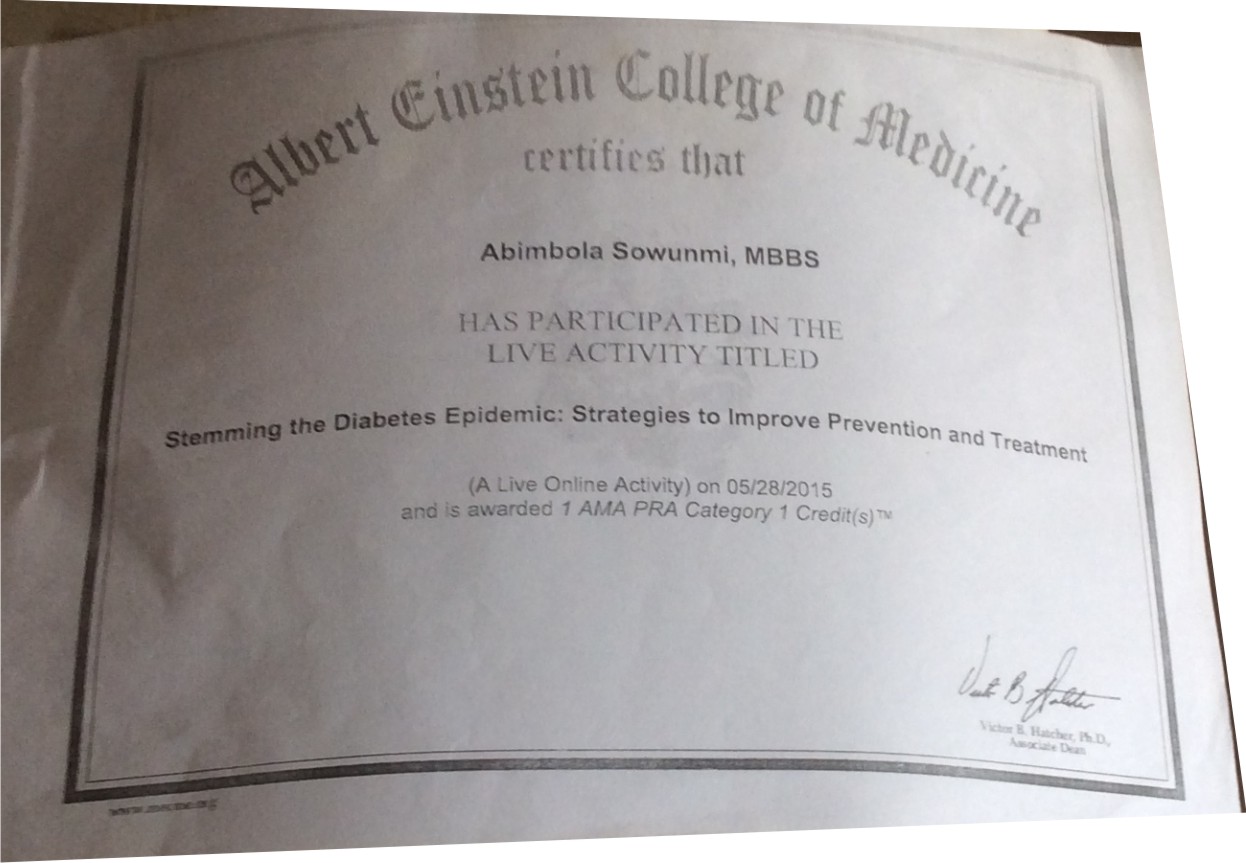 Albert Einstein College of Medicine
certifies that
Abimbola Sowunmi, MBBS
HAS PARTICIPATED IN THE
LIVE ACTIVITY TITLED
Stemming the Diabetes Epidemic: Strategies to Improve Prevention and Treatment
(A Live Online Activity) on 05/28/2015
and is awarded 1 AMA PRA Category 1 Credit(s)™
Victor B. Hatcher, Ph.D.,
Associate Dean